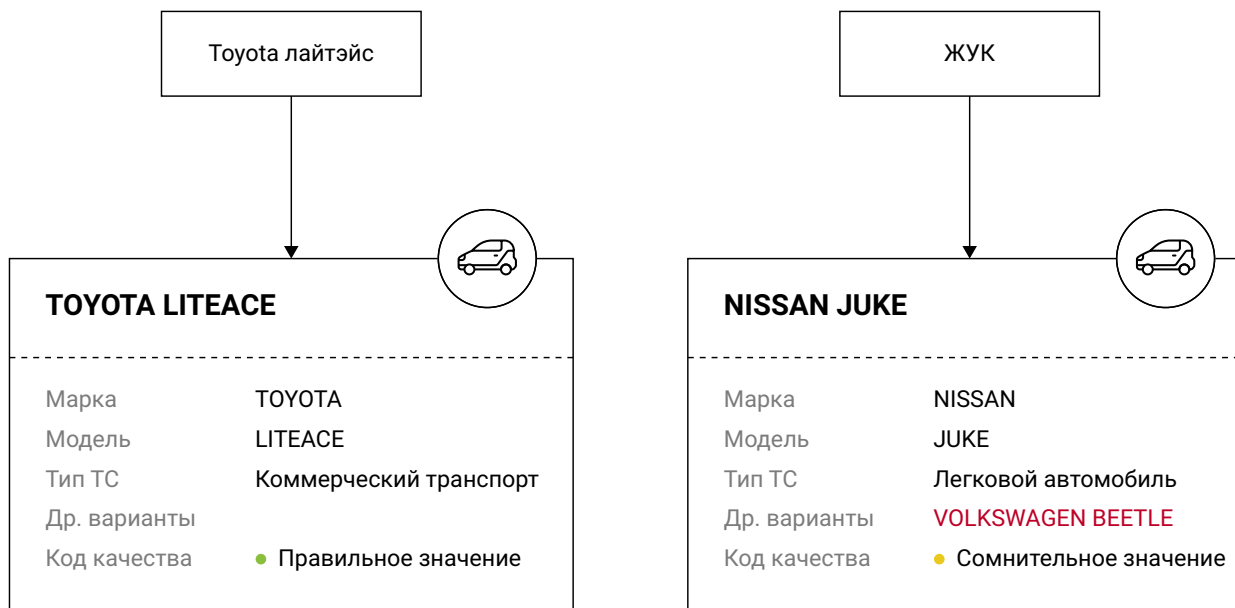 Toyota лайтэйс
TOYOTA LITEACE
Марка TOYOTA
Модель LITEACE
Тип ТС Коммерческий транспорт
Др. варианты
Код качества Правильное значение
ЖУК
NISSAN JUKE
Марка NISSAN
Модель JUKE
Тип ТС Легковой автомобиль
Др. варианты VOLKSWAGEN BEETLE
Код качества Сомнительное значение